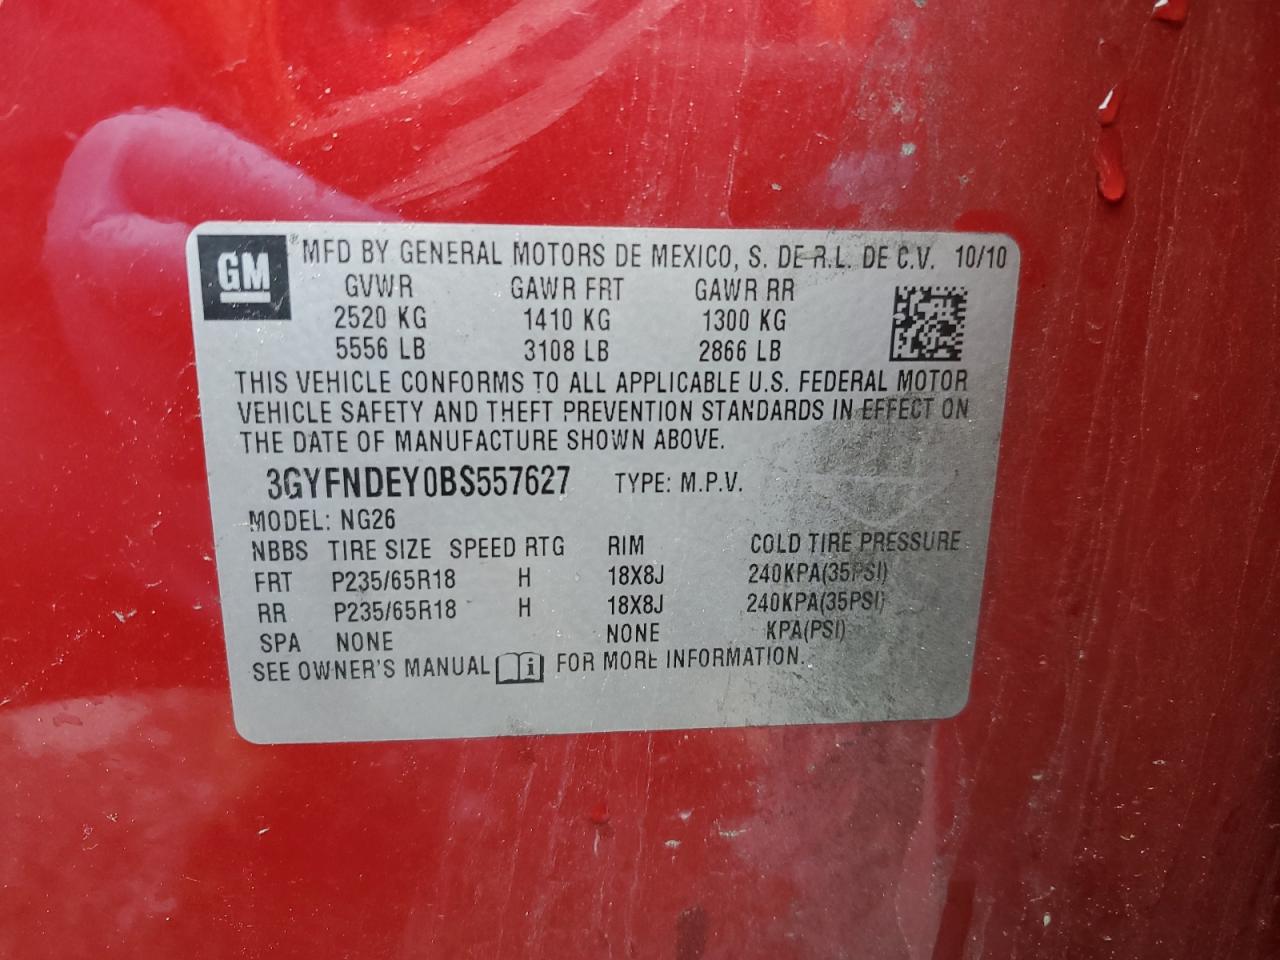 GM ® MFD BY GENERAL MOTORS DE MEXICO, S. DE R.L. DE C.V. 10/10
GVWR GAWR FRT GAWR RR
2520 KG 1410 KG 1300 KG
5556 LB 3108 LB 2866 LB
THIS VEHICLE CONFORMS TO ALL APPLICABLE U.S. FEDERAL MOTOR
VEHICLE SAFETY AND THEFT PREVENTION STANDARDS IN EFFECT ON
THE DATE OF MANUFACTURE SHOWN ABOVE.
3GYFNDEY0BS557627 TYPE: M.P.V.
MODEL: NG26
NBBS TIRE SIZE SPEED RTG RIM COLD TIRE PRESSURE
FRT P235/65R18 H 18X8J 240KPA(35PSI)
RR P235/65R18 H 18X8J 240KPA(35PSI)
SPA NONE NONE KPA(PSI)
SEE OWNER'S MANUAL i FOR MORE INFORMATION.